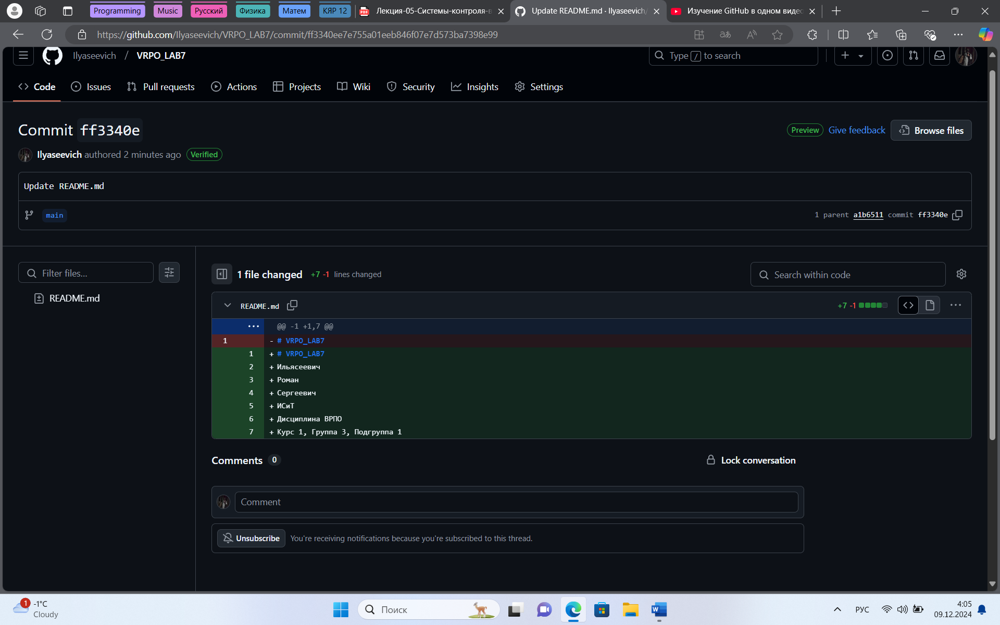 Programming Music Русский Физика Матем КЯР 12 Лекция-05-Системы-контроля-в Update README.md · Ilyaseevich/ Изучение GitHub в одном видео
https://github.com/Ilyaseevich/VRPO_LAB7/commit/ff3340ee7e755a01eeb846f07e7d573ba7398e99
Ilyaseevich / VRPO_LAB7 Type / to search
Code Issues Pull requests Actions Projects Wiki Security Insights Settings
Commit ff3340e Preview Give feedback Browse files
Ilyaseevich authored 2 minutes ago Verified
Update README.md
main 1 parent a1b6511 commit ff3340e
Filter files... 1 file changed +7 -1 lines changed Search within code
README.md
README.md +7 -1
@@ -1 +1,7 @@
1 - # VRPO_LAB7
1 + # VRPO_LAB7
2 + Ильясеевич
3 + Роман
4 + Сергеевич
5 + ИСиТ
6 + Дисциплина ВРПО
7 + Курс 1, Группа 3, Подгруппа 1
Comments 0 Lock conversation
Comment
Unsubscribe You're receiving notifications because you're subscribed to this thread.
1 -1°C
Cloudy
Поиск
РУС
4:05
09.12.2024